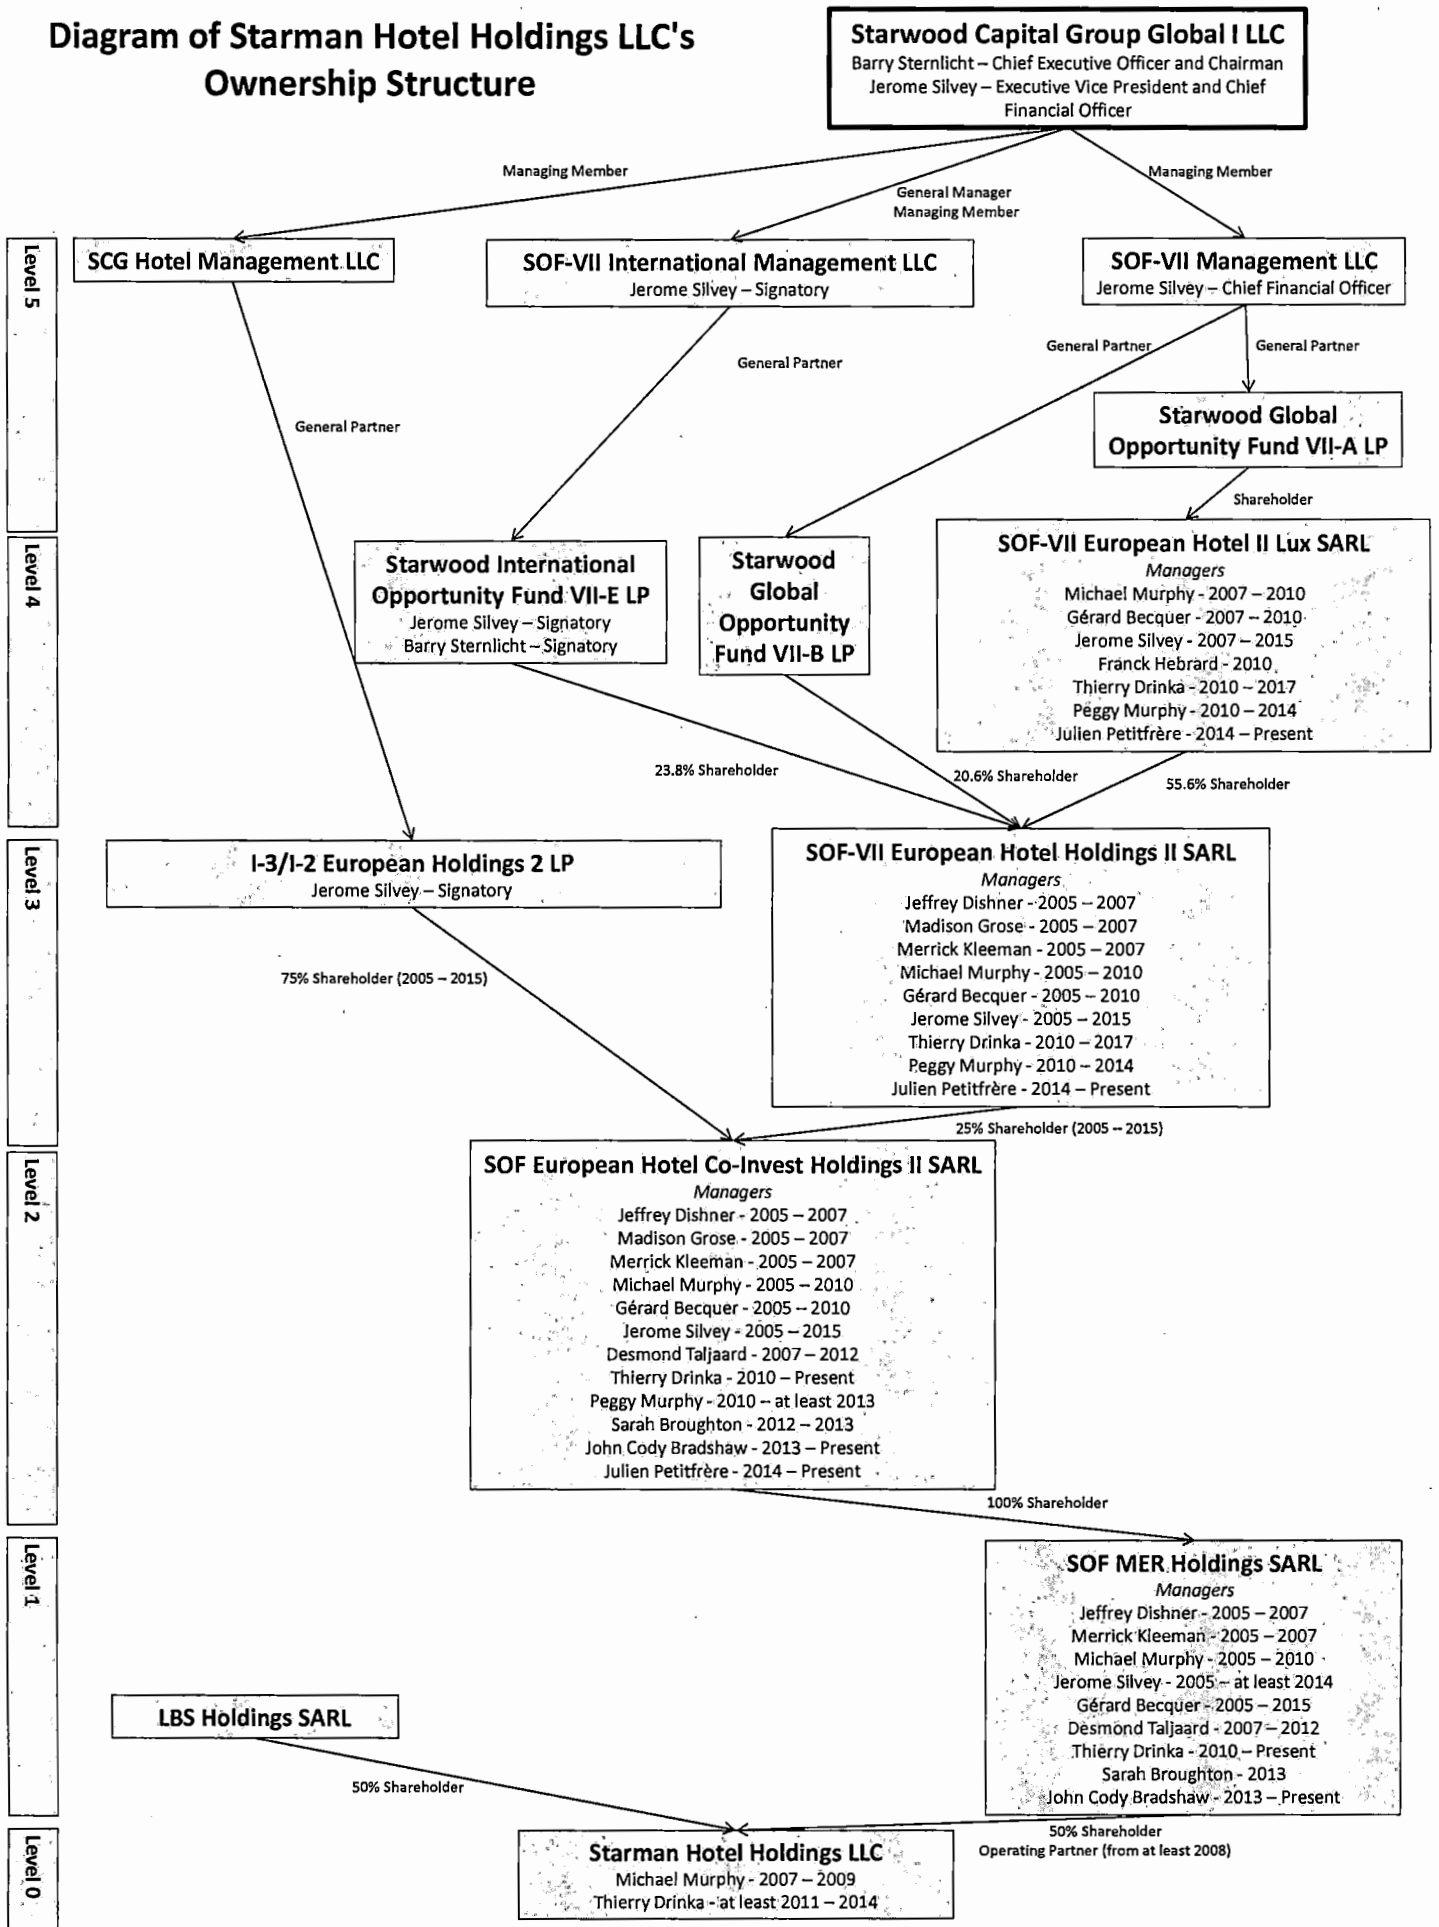 Diagram of Starman Hotel Holdings LLC's
Ownership Structure
Starwood Capital Group Global I LLC
Barry Sternlicht – Chief Executive Officer and Chairman
Jerome Silvey – Executive Vice President and Chief
Financial Officer
Managing Member
General Manager
Managing Member
Managing Member
Level 5
SCG Hotel Management LLC
SOF-VII International Management LLC
Jerome Silvey – Signatory
SOF-VII Management LLC
Jerome Silvey – Chief Financial Officer
General Partner
General Partner
General Partner
General Partner
Starwood Global
Opportunity Fund VII-A LP
Shareholder
Level 4
Starwood International
Opportunity Fund VII-E LP
Jerome Silvey – Signatory
Barry Sternlicht – Signatory
Starwood
Global
Opportunity
Fund VII-B LP
SOF-VII European Hotel II Lux SARL
Managers
Michael Murphy - 2007 – 2010
Gérard Becquer - 2007 – 2010
Jerome Silvey - 2007 – 2015
Franck Hebrard - 2010
Thierry Drinka - 2010 – 2017
Peggy Murphy - 2010 – 2014
Julien Petitfrère - 2014 – Present
23.8% Shareholder
20.6% Shareholder
55.6% Shareholder
Level 3
I-3/I-2 European Holdings 2 LP
Jerome Silvey – Signatory
SOF-VII European Hotel Holdings II SARL
Managers
Jeffrey Dishner - 2005 – 2007
Madison Grose - 2005 – 2007
Merrick Kleeman - 2005 – 2007
Michael Murphy - 2005 – 2010
Gérard Becquer - 2005 – 2010
Jerome Silvey - 2005 – 2015
Thierry Drinka - 2010 – 2017
Peggy Murphy - 2010 – 2014
Julien Petitfrère - 2014 – Present
75% Shareholder (2005 – 2015)
25% Shareholder (2005 – 2015)
Level 2
SOF European Hotel Co-Invest Holdings II SARL
Managers
Jeffrey Dishner - 2005 – 2007
Madison Grose - 2005 – 2007
Merrick Kleeman - 2005 – 2007
Michael Murphy - 2005 – 2010
Gérard Becquer - 2005 – 2010
Jerome Silvey - 2005 – 2015
Desmond Taljaard - 2007 – 2012
Thierry Drinka - 2010 – Present
Peggy Murphy - 2010 – at least 2013
Sarah Broughton - 2012 – 2013
John Cody Bradshaw - 2013 – Present
Julien Petitfrère - 2014 – Present
100% Shareholder
Level 1
SOF MER Holdings SARL
Managers
Jeffrey Dishner - 2005 – 2007
Merrick Kleeman - 2005 – 2007
Michael Murphy - 2005 – 2010
Jerome Silvey - 2005 – at least 2014
Gérard Becquer - 2005 – 2015
Desmond Taljaard - 2007 – 2012
Thierry Drinka - 2010 – Present
Sarah Broughton - 2013
John Cody Bradshaw - 2013 – Present
LBS Holdings SARL
50% Shareholder
50% Shareholder
Operating Partner (from at least 2008)
Level 0
Starman Hotel Holdings LLC
Michael Murphy - 2007 – 2009
Thierry Drinka - at least 2011 – 2014